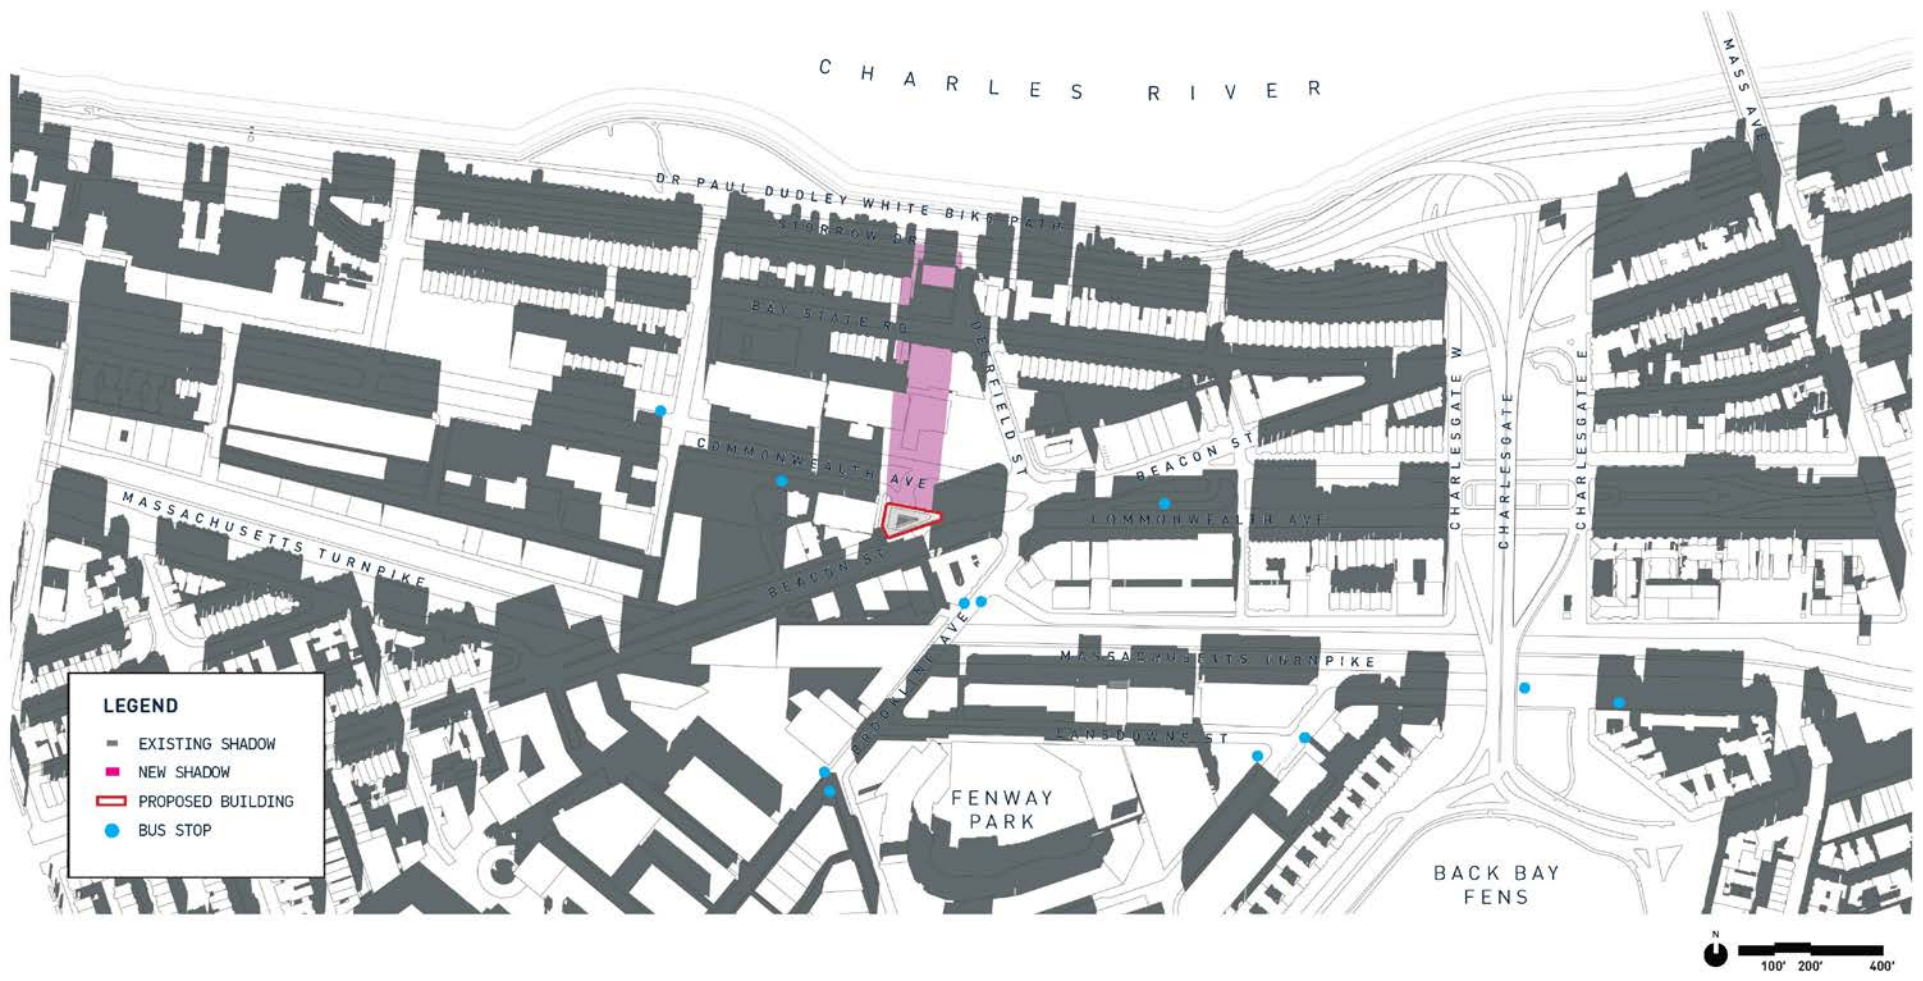 CHARLES RIVER
MASS AVE
DR PAUL DUDLEY WHITE BIKE PATH
STORROW DR
BAY STATE RD
DEERFIELD ST
COMMONWEALTH AVE
BEACON ST
CHARLESGATE W
CHARLESGATE
CHARLESGATE E
COMMONWEALTH AVE
MASSACHUSETTS TURNPIKE
BEACON ST
BROOKLINE AVE
MASSACHUSETTS TURNPIKE
LANSDOWNS ST
FENWAY
PARK
BACK BAY
FENS
LEGEND
EXISTING SHADOW
NEW SHADOW
PROPOSED BUILDING
BUS STOP
N
100' 200' 400'